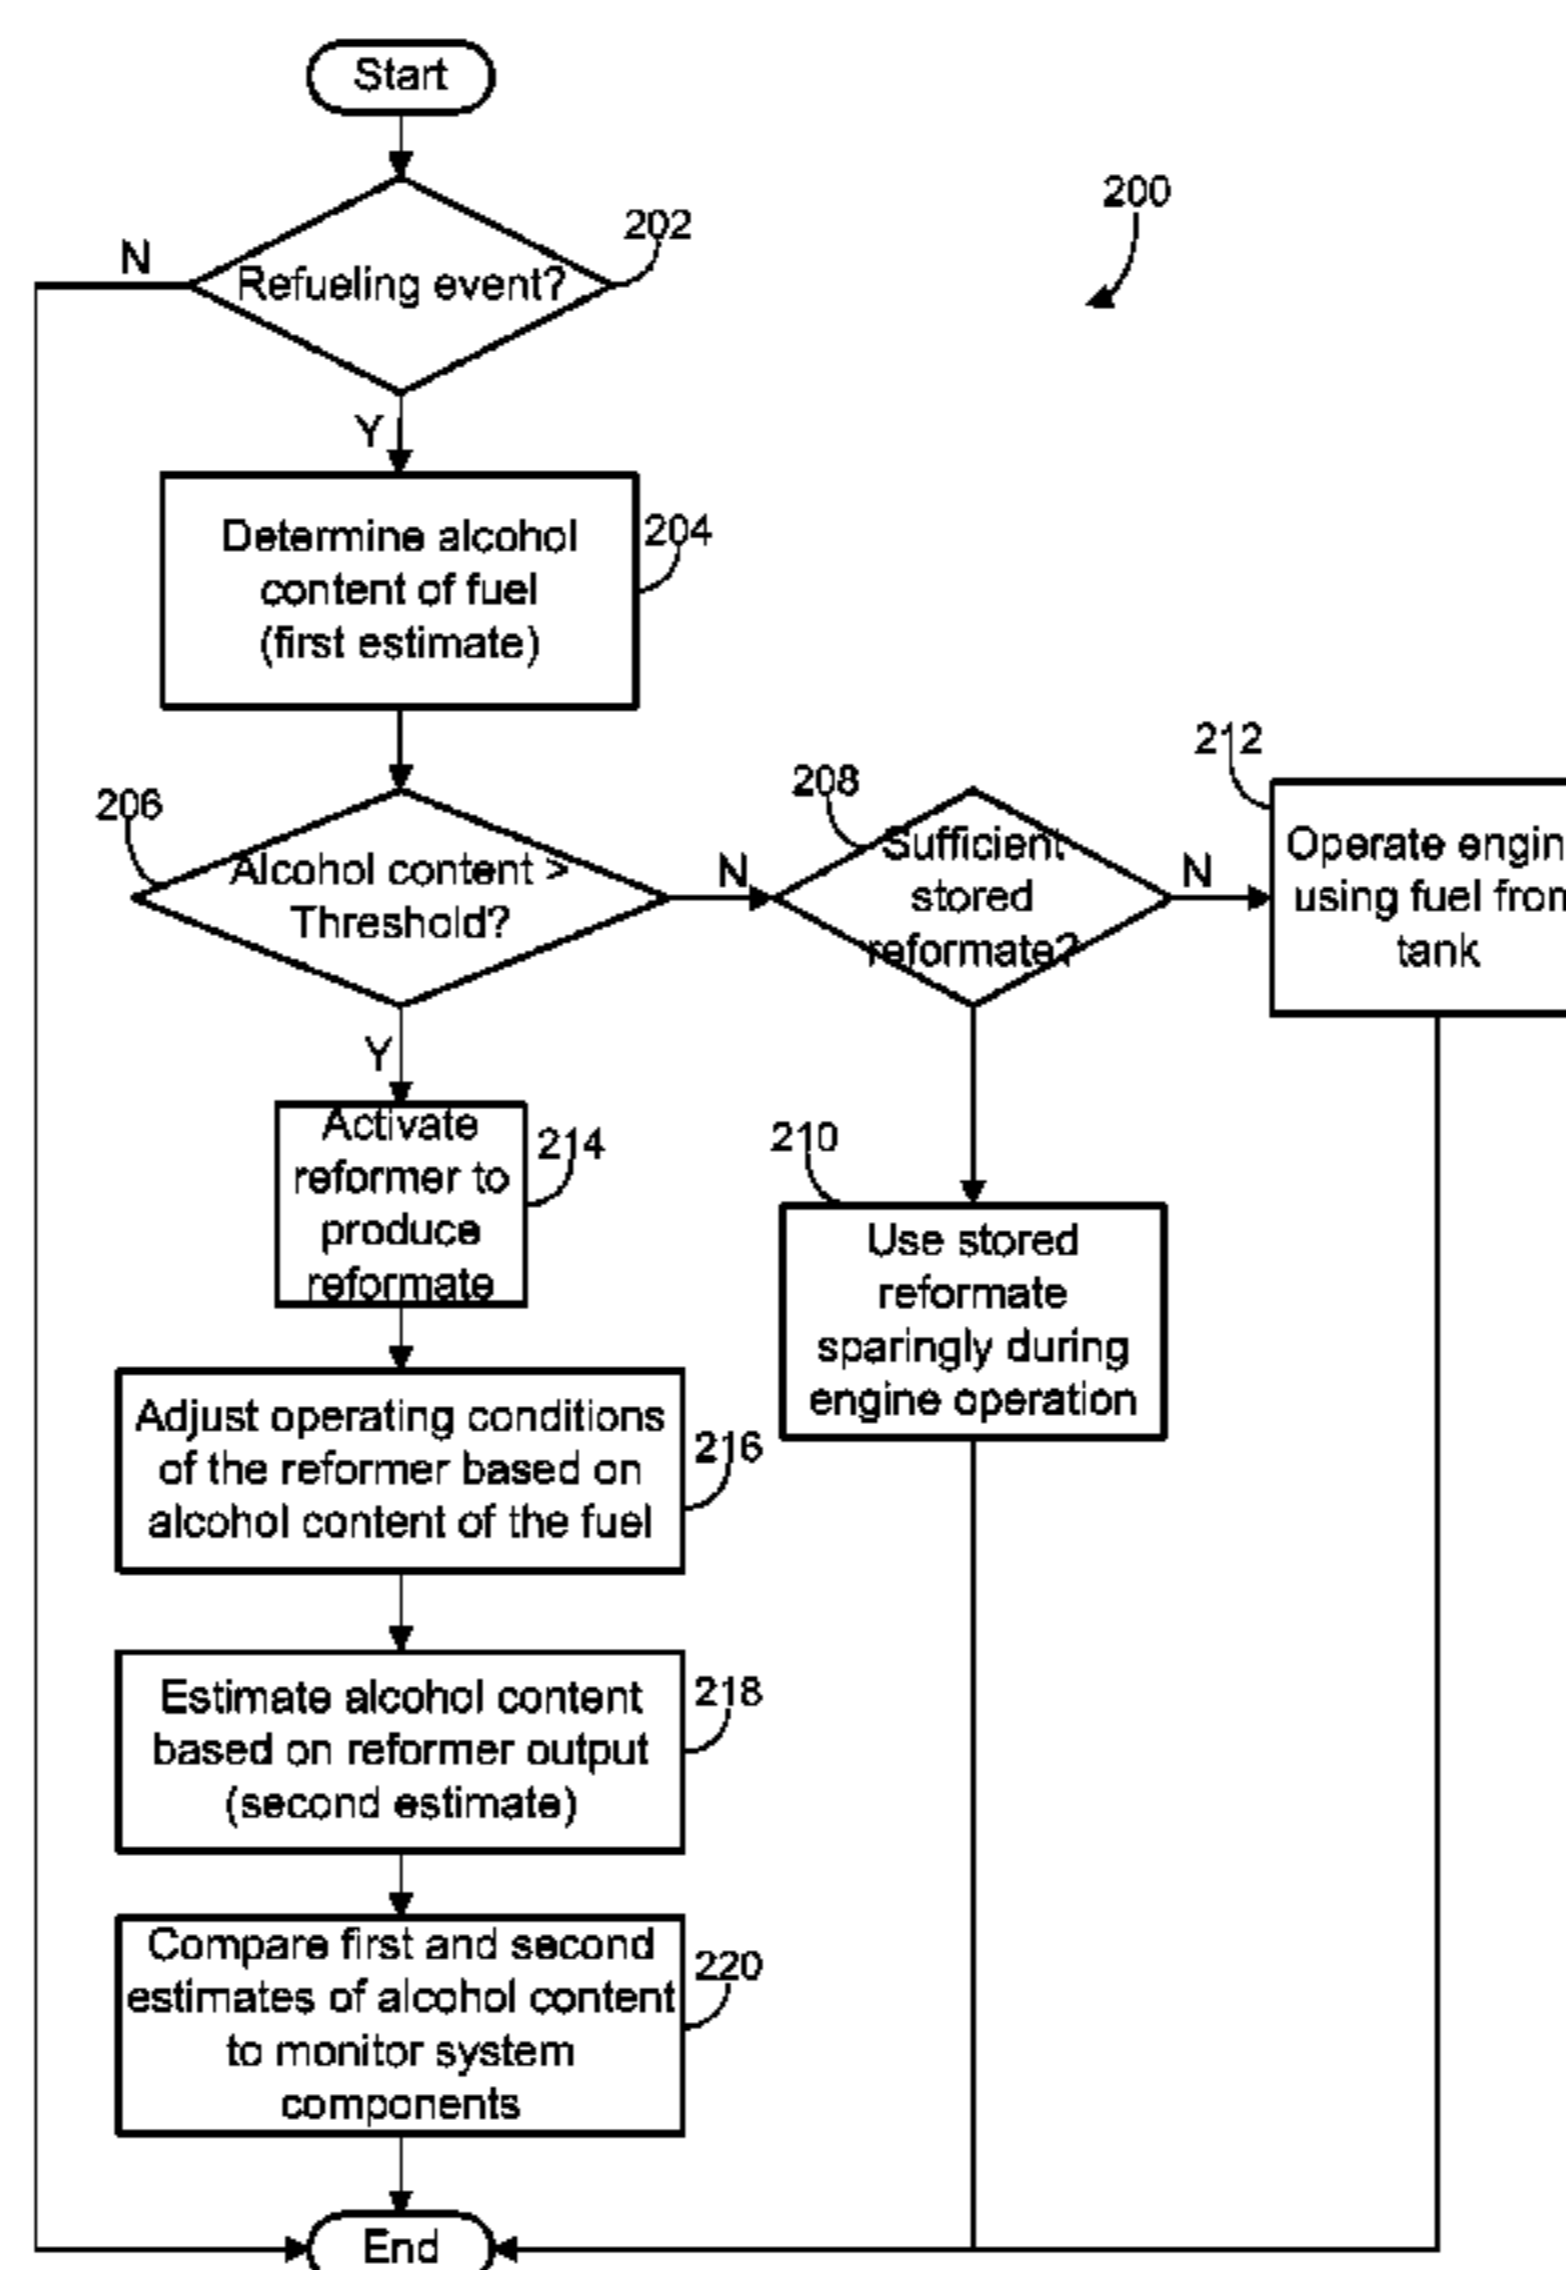 Start
200
202
N
Refueling event?
Y
Determine alcohol
content of fuel
(first estimate)
204
206
Alcohol content >
Threshold?
N
208
Sufficient
stored
reformate?
N
212
Operate engin
using fuel fron
tank
Y
Activate
reformer to
produce
reformate
214
210
Use stored
reformate
sparingly during
engine operation
Adjust operating conditions
of the reformer based on
alcohol content of the fuel
216
Estimate alcohol content
based on reformer output
(second estimate)
218
Compare first and second
estimates of alcohol content
to monitor system
components
220
End